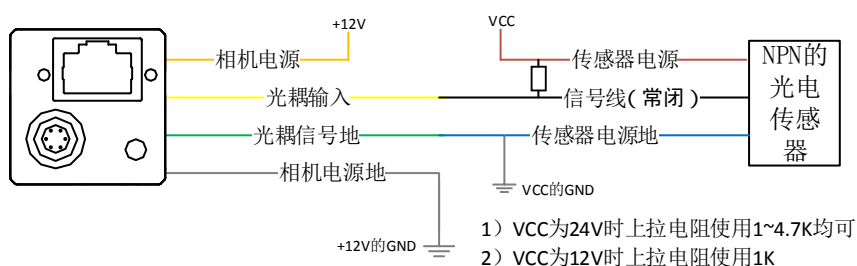 +12V
VCC
相机电源
传感器电源
NPN的
光电
传感
器
光耦输入
信号线(常闭)
光耦信号地
传感器电源地
相机电源地
VCC的GND
+12V的GND
1）VCC为24V时上拉电阻使用1~4.7K均可
2）VCC为12V时上拉电阻使用1K